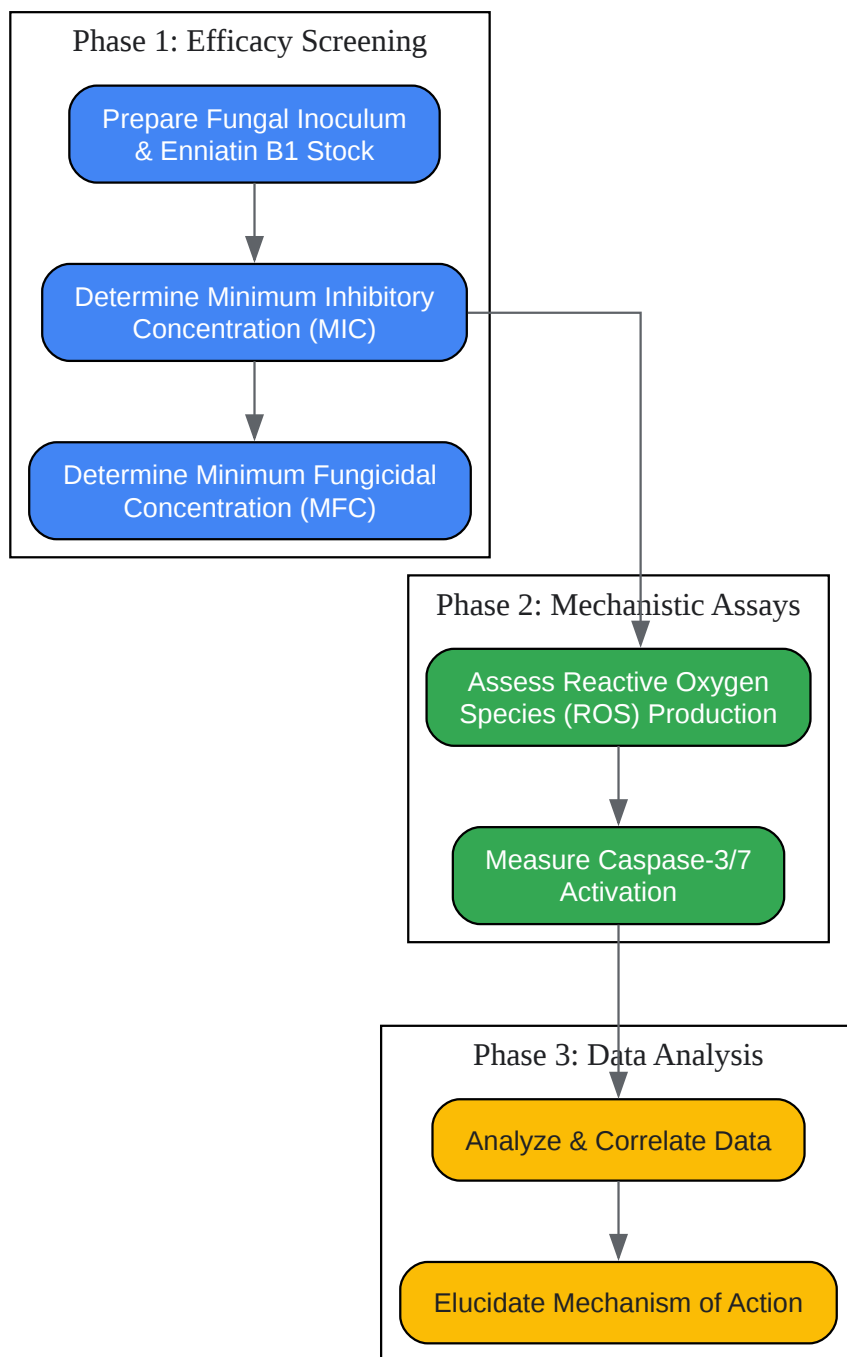 Phase 1: Efficacy Screening
Prepare Fungal Inoculum
& Enniatin B1 Stock
Determine Minimum Inhibitory
Concentration (MIC)
Determine Minimum Fungicidal
Concentration (MFC)
Phase 2: Mechanistic Assays
Assess Reactive Oxygen
Species (ROS) Production
Measure Caspase-3/7
Activation
Phase 3: Data Analysis
Analyze & Correlate Data
Elucidate Mechanism of Action